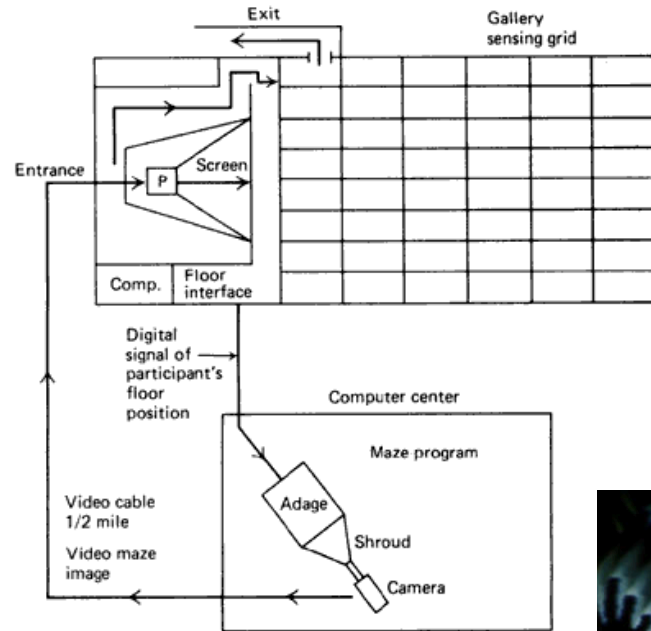 Exit
Gallery
sensing grid
Entrance
Screen
P
Comp.
Floor
interface
Digital
signal of
participant's
floor
position
Computer center
Maze program
Adage
Shroud
Camera
Video cable
1/2 mile
Video maze
image